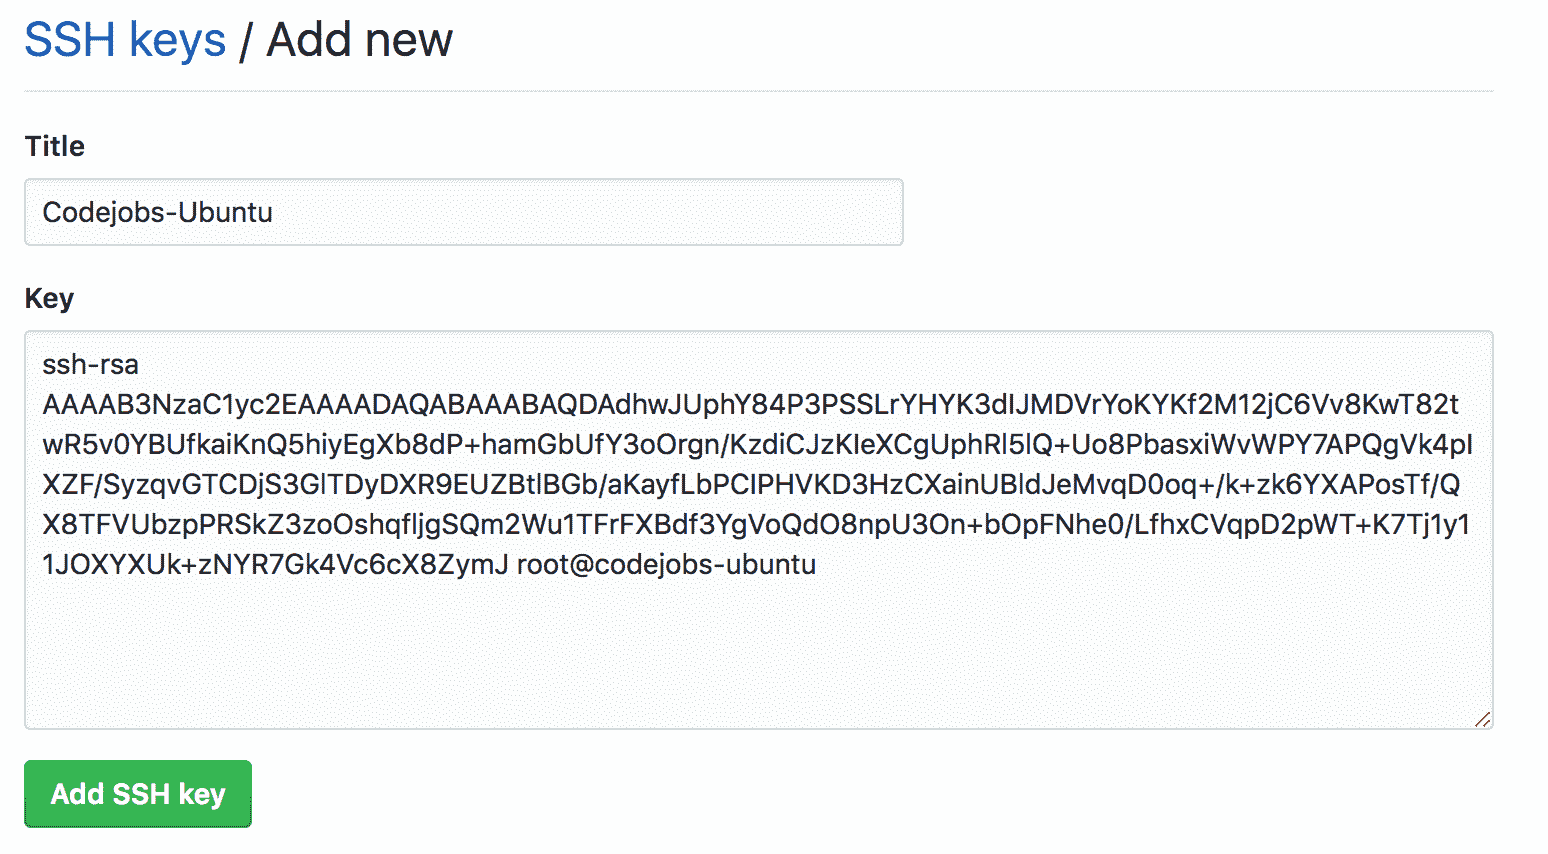 SSH keys / Add new
Title
Codejobs-Ubuntu
Key
ssh-rsa
AAAAB3NzaC1yc2EAAAADAQABAAABAQDAdhwJUphY84P3PSSLrYHYK3dIJMDVrYoKYKf2M12jC6Vv8KwT82t
wR5v0YBUfkaiKnQ5hiyEgXb8dP+hamGbUfY3oOrgn/KzdiCJzKIeXCgUphRl5lQ+Uo8PbasxiWvWPY7APQgVk4pI
XZF/SyzqvGTCDjS3GlTDyDXR9EUZBtlBGb/aKayfLbPCIPHVKD3HzCXainUBldJeMvqD0oq+/k+zk6YXAPosTf/Q
X8TFVUbzpPRSkZ3zoOshqfljgSQm2Wu1TFrFXBdf3YgVoQdO8npU3On+bOpFNhe0/LfhxCVqpD2pWT+K7Tj1y1
1JOXYXUk+zNYR7Gk4Vc6cX8ZymJ root@codejobs-ubuntu
Add SSH key